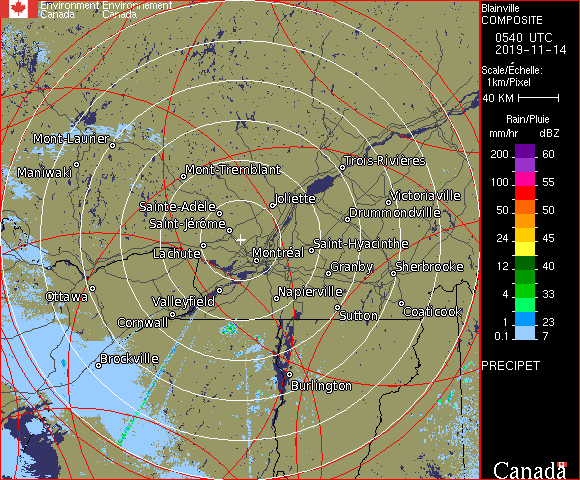 Environment Environnement
Canada Canada
Blainville
COMPOSITE
0540 UTC
2019-11-14
Scale/Échelle:
1km/Pixel
40 KM
Rain/Pluie
mm/hr dBZ
200 60
100 55
50 50
24 45
12 40
4 33
1 23
0.1 7
PRECIPET
Canada
Mont-Laurier
Maniwaki
Mont-Tremblant
Trois-Rivières
Joliette
Victoriaville
Sainte-Adèle
Drummondville
Saint-Jérôme
Lachute
Montréal
Saint-Hyacinthe
Granby
Sherbrooke
Ottawa
Valleyfield
Napierville
Cornwall
Sutton
Coaticook
Brockville
Burlington